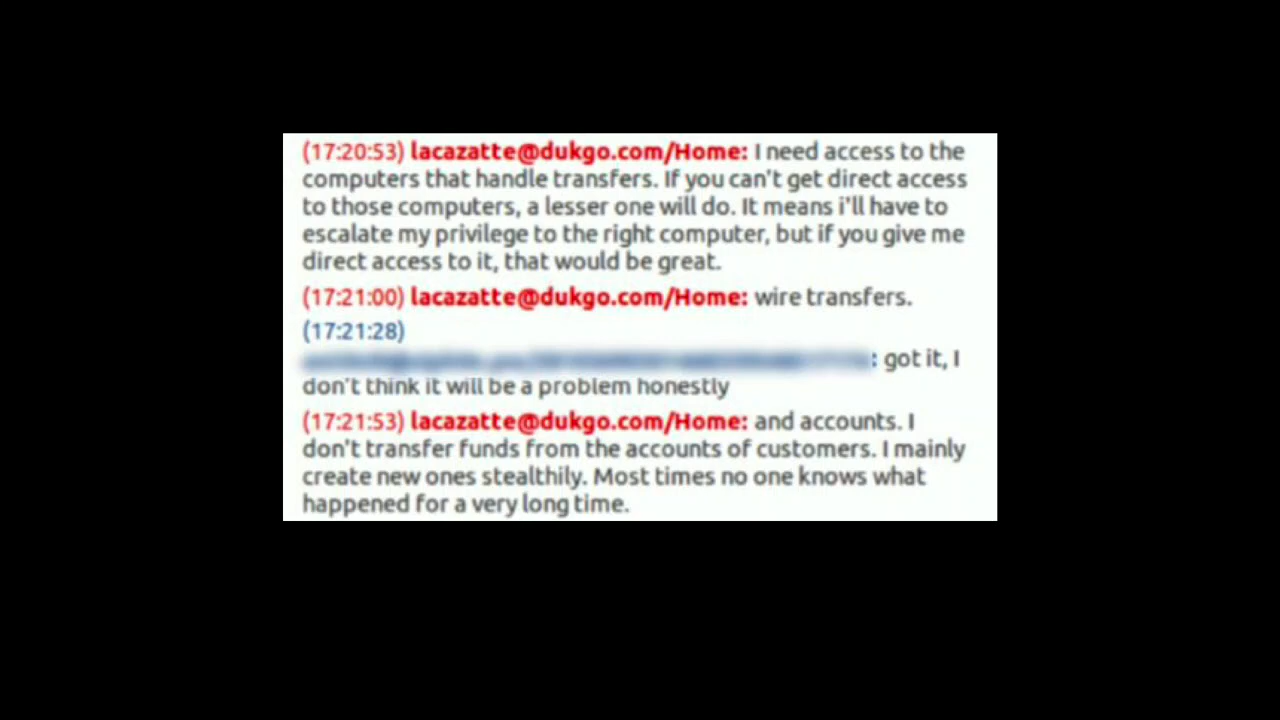 (17:20:53) lacazatte@dukgo.com/Home: I need access to the
computers that handle transfers. If you can't get direct access
to those computers, a lesser one will do. It means i'll have to
escalate my privilege to the right computer, but if you give me
direct access to it, that would be great.
(17:21:00) lacazatte@dukgo.com/Home: wire transfers.
(17:21:28)
: got it, I
don't think it will be a problem honestly
(17:21:53) lacazatte@dukgo.com/Home: and accounts. I
don't transfer funds from the accounts of customers. I mainly
create new ones stealthily. Most times no one knows what
happened for a very long time.